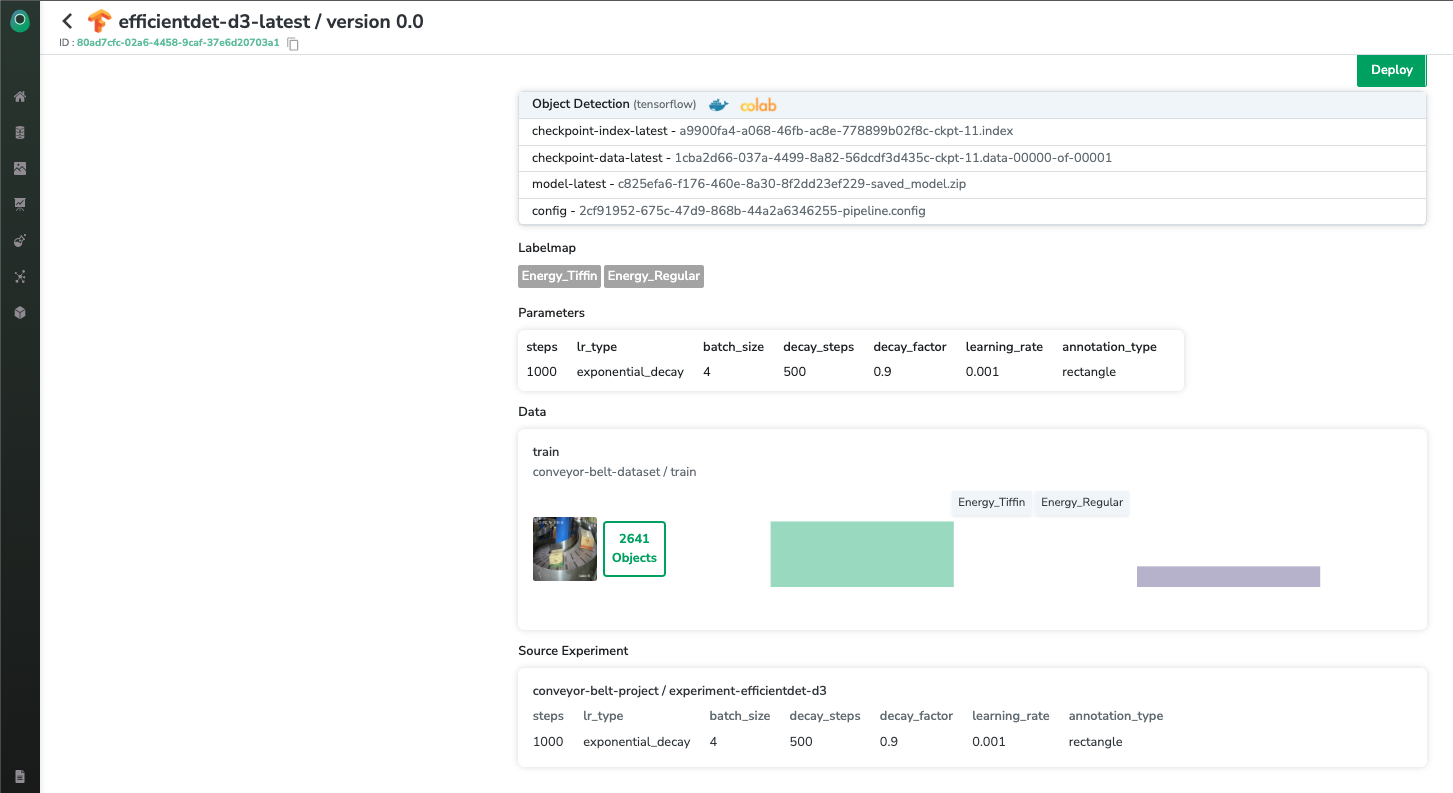 efficientdet-d3-latest / version 0.0
ID : 80ad7cfc-02a6-4458-9caf-37e6d20703a1
Deploy
Object Detection (tensorflow) colab
checkpoint-index-latest - a9900fa4-a068-46fb-ac8e-778899b02f8c-ckpt-11.index
checkpoint-data-latest - 1cba2d66-037a-4499-8a82-56dcdf3d435c-ckpt-11.data-00000-of-00001
model-latest - c825efa6-f176-460e-8a30-8f2dd23ef229-saved_model.zip
config - 2cf91952-675c-47d9-868b-44a2a6346255-pipeline.config
Labelmap
Energy_Tiffin Energy_Regular
Parameters
steps lr_type batch_size decay_steps decay_factor learning_rate annotation_type
1000 exponential_decay 4 500 0.9 0.001 rectangle
Data
train
conveyor-belt-dataset / train
Energy_Tiffin Energy_Regular
2641
Objects
Source Experiment
conveyor-belt-project / experiment-efficientdet-d3
steps lr_type batch_size decay_steps decay_factor learning_rate annotation_type
1000 exponential_decay 4 500 0.9 0.001 rectangle